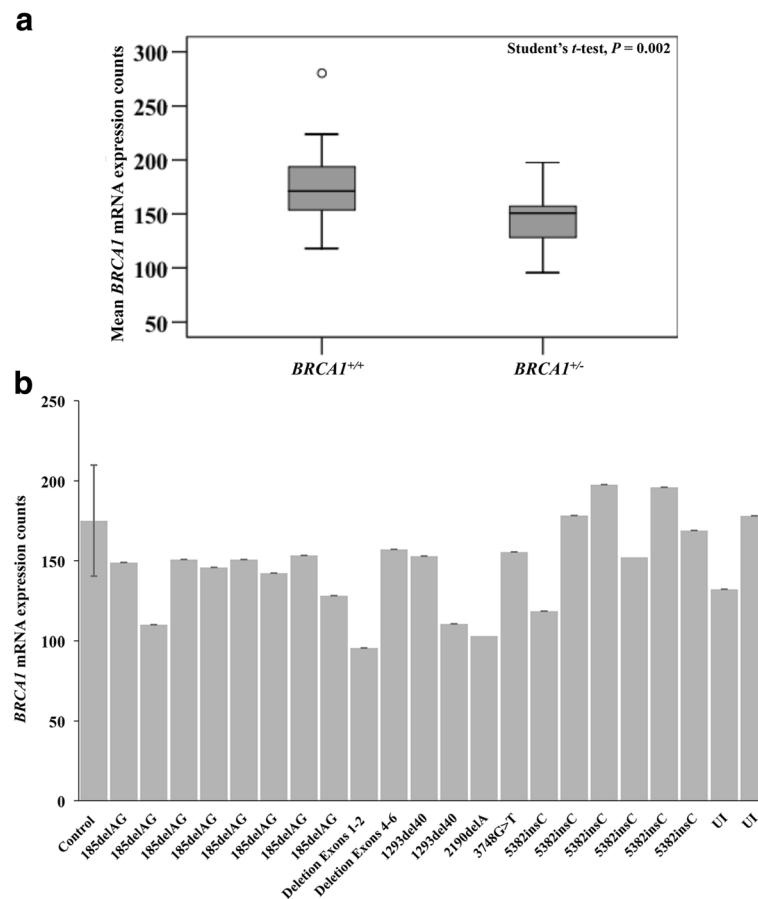 a
Student's t-test, P = 0.002
Mean BRCA1 mRNA expression counts
300
250
200
150
100
50
BRCA1+/+
BRCA1+/-
b
BRCA1 mRNA expression counts
250
200
150
100
50
0
Control
185delAG
185delAG
185delAG
185delAG
185delAG
185delAG
185delAG
185delAG
Deletion Exons 1-2
Deletion Exons 4-6
1293del40
1293del40
2190delA
3748G>T
5382insC
5382insC
5382insC
5382insC
5382insC
5382insC
UI
UI